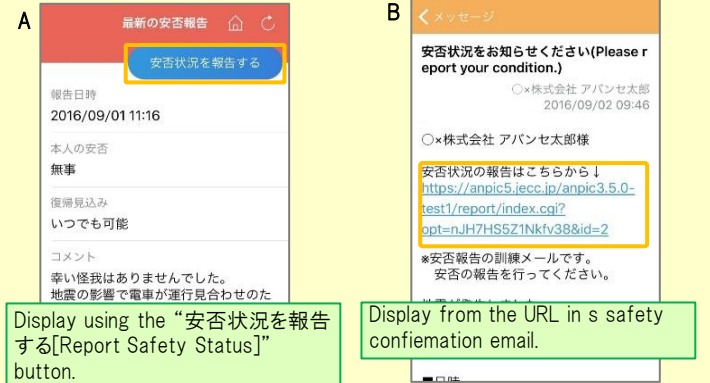 A
最新の安否報告
安否状況を報告する
報告日時
2016/09/01 11:16
本人の安否
無事
復帰見込み
いつでも可能
コメント
幸い怪我はありませんでした。
地震の影響で電車が運行見合わせのた
Display using the “安否状況を報告
する[Report Safety Status]”
button.
B
メッセージ
安否状況をお知らせください(Please r
eport your condition.)
○×株式会社 アバンセ太郎
2016/09/02 09:46
○×株式会社 アバンセ太郎様
安否状況の報告はこちらから↓
https://anpic5.jecc.jp/anpic3.5.0-
test1/report/index.cgi?
opt=nJH7HS5Z1Nkfv38&id=2
※安否報告の訓練メールです。
安否の報告を行ってください。
Display from the URL in s safety
confiemation email.
■日時